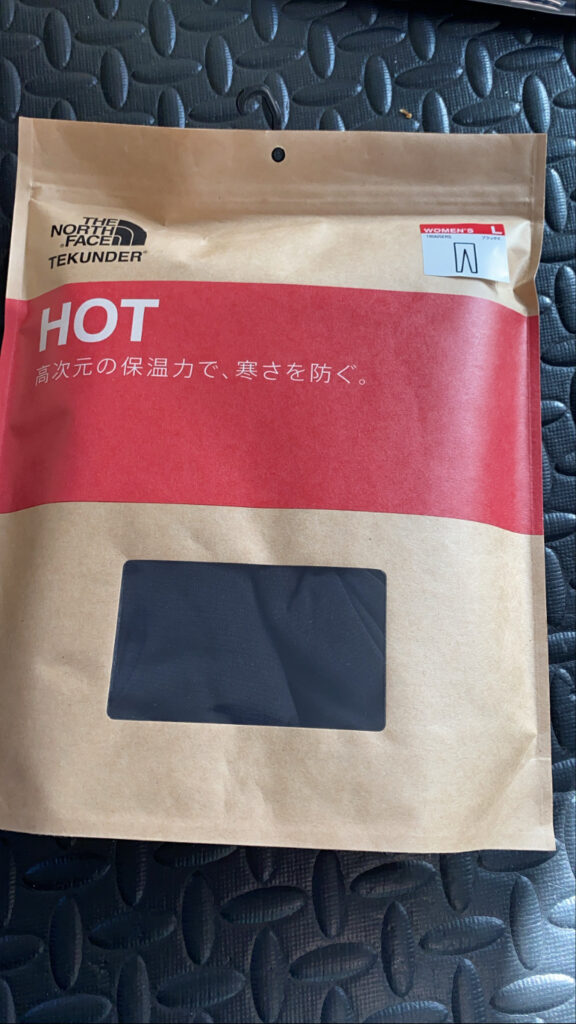 THE
NORTH
FACE
TEKUNDER®
WOMEN'S L
TROUSERS
HOT
高次元の保温力で、寒さを防ぐ。